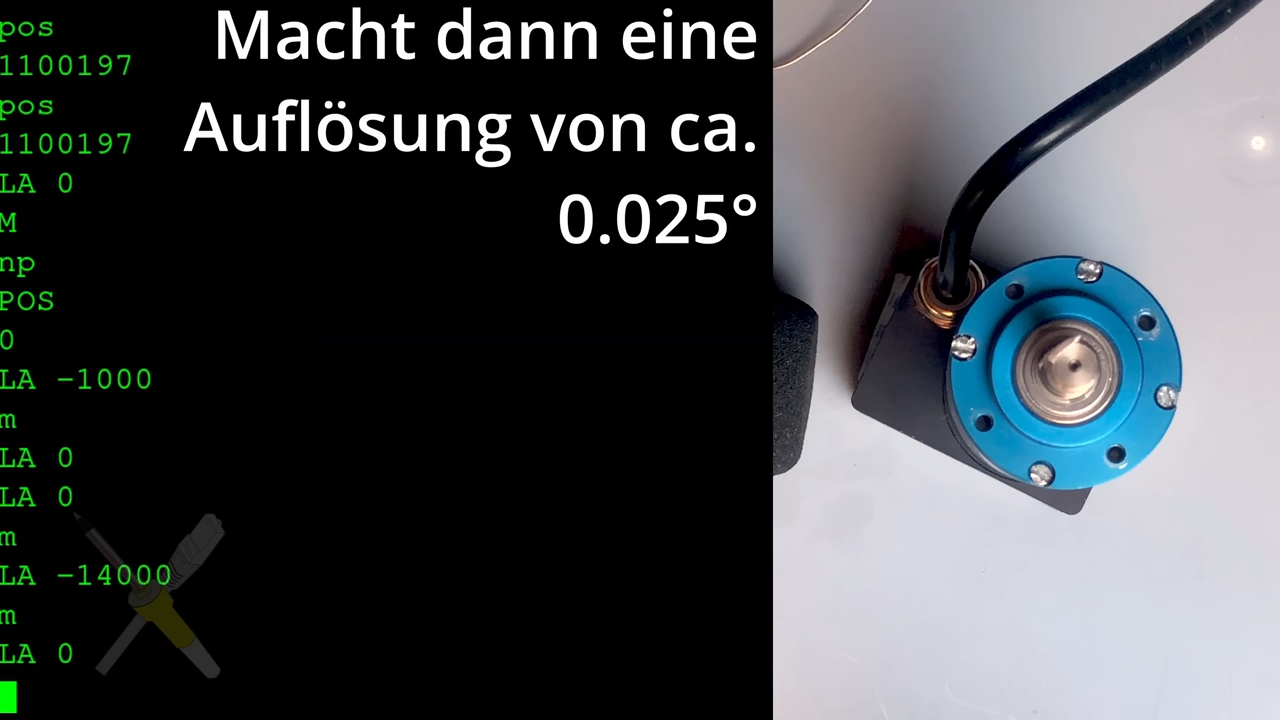 pos
1100197
pos
1100197
LA 0
M
np
POS
0
LA −1000
m
LA 0
LA 0
m
LA −14000
m
LA 0
Macht dann eine
Auflösung von ca.
0.025°